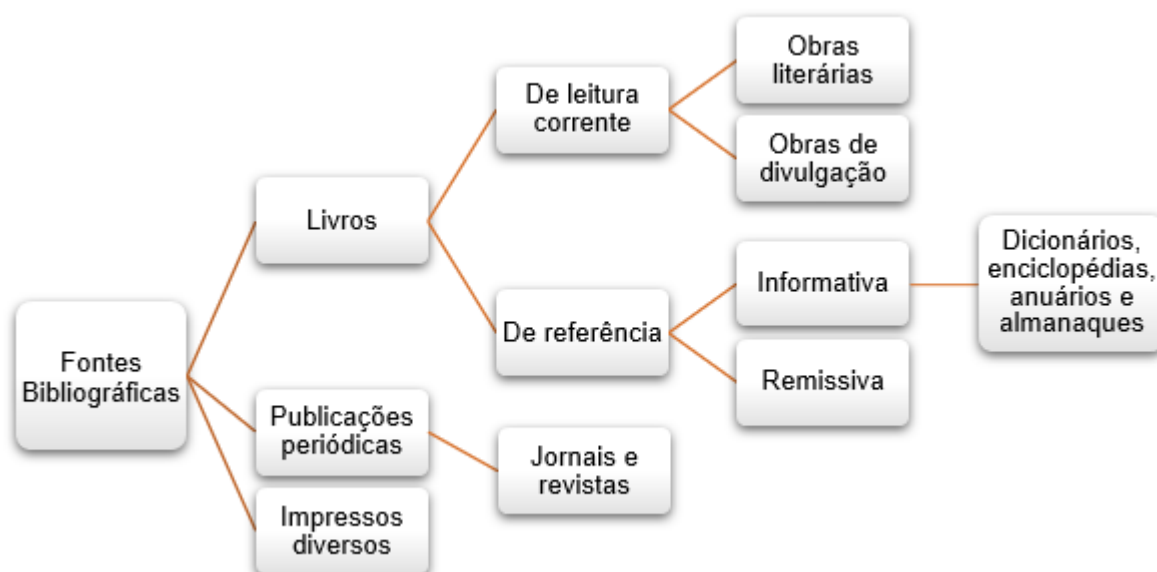 Obras
literárias
De leitura
corrente
Obras de
divulgação
Livros
Dicionários,
enciclopédias,
anuários e
almanaques
Informativa
De referência
Fontes
Bibliográficas
Remissiva
Publicações
periódicas
Jornais e
revistas
Impressos
diversos